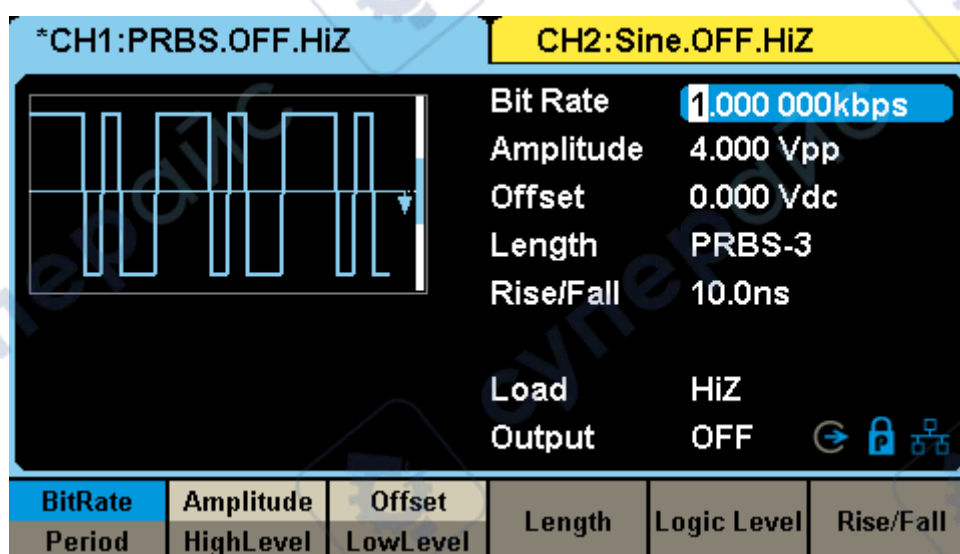 *CH1:PRBS.OFF.HiZ
CH2:Sine.OFF.HiZ
Bit Rate 1.000 000kbps
Amplitude 4.000 Vpp
Offset 0.000 Vdc
Length PRBS-3
Rise/Fall 10.0ns
Load HiZ
Output OFF
BitRate Amplitude Offset Length Logic Level Rise/Fall
Period HighLevel LowLevel
суперайс